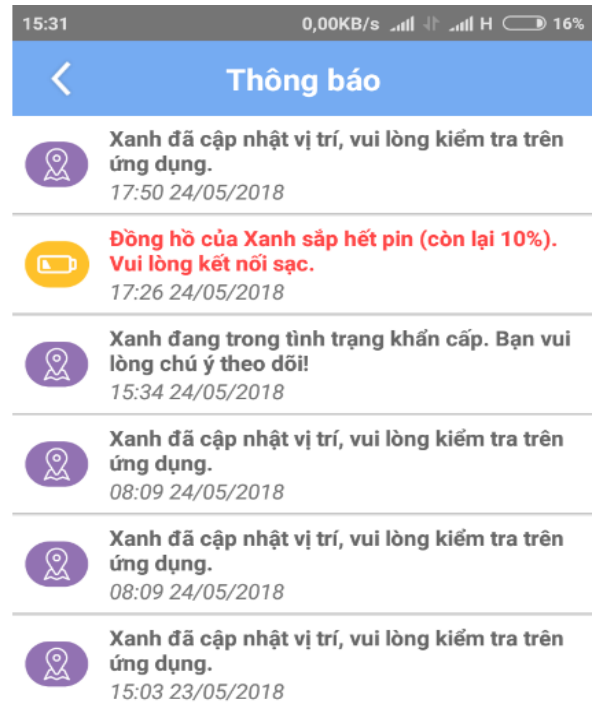 15:31 0,00KB/s H 16%
Thông báo
Xanh đã cập nhật vị trí, vui lòng kiểm tra trên
ứng dụng.
17:50 24/05/2018
Đồng hồ của Xanh sắp hết pin (còn lại 10%).
Vui lòng kết nối sạc.
17:26 24/05/2018
Xanh đang trong tình trạng khẩn cấp. Bạn vui
lòng chú ý theo dõi!
15:34 24/05/2018
Xanh đã cập nhật vị trí, vui lòng kiểm tra trên
ứng dụng.
08:09 24/05/2018
Xanh đã cập nhật vị trí, vui lòng kiểm tra trên
ứng dụng.
08:09 24/05/2018
Xanh đã cập nhật vị trí, vui lòng kiểm tra trên
ứng dụng.
15:03 23/05/2018